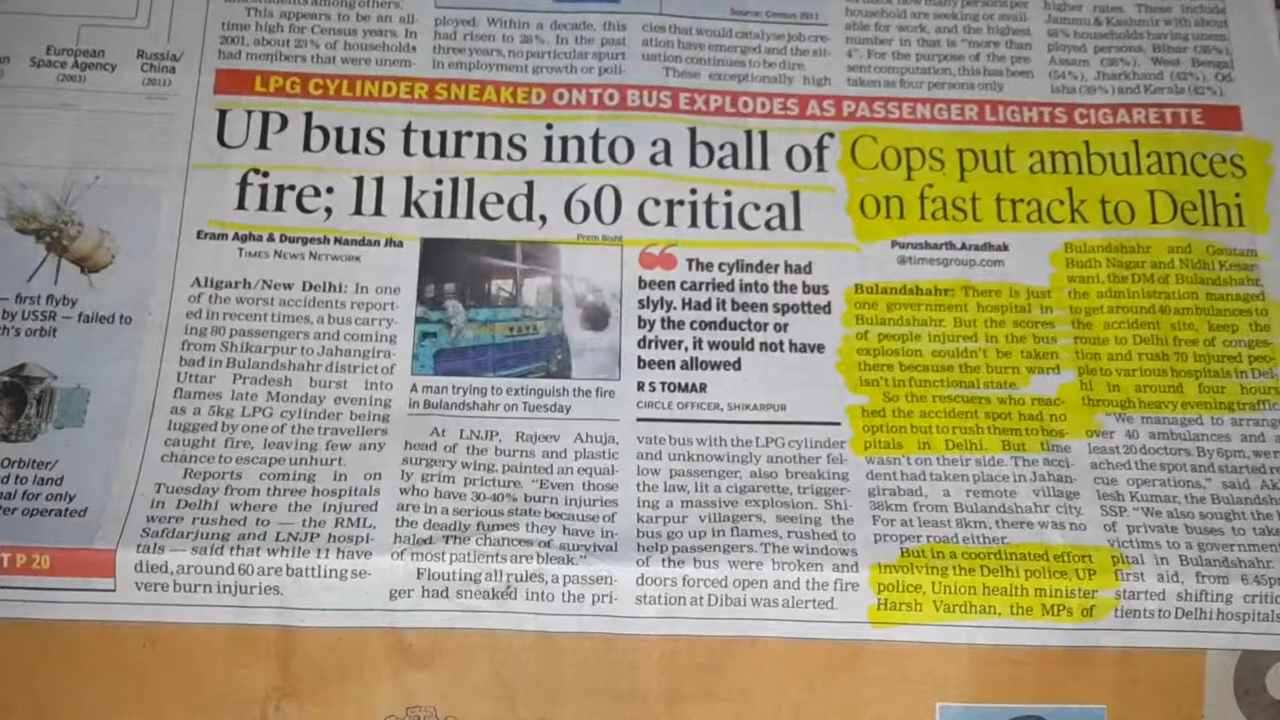 students among others.
This appears to be an all-
time high for Census years. In
2001, about 23% of households
had members that were unem-
ployed. Within a decade, this
had risen to 28%. In the past
three years, no particular spurt
in employment growth or poli-
Source: Census 2011
cies that would catalyse job cre-
ation have emerged and the sit-
uation continues to be dire.
These exceptionally high
many persons per
household are seeking or avail-
able for work, and the highest
number in that is "more than
4". For the purpose of the pre-
sent computation, this has been
taken as four persons only
higher rates. These include
Jammu & Kashmir with about
48% households having unem-
ployed persons, Bihar (38%),
Assam (38%), West Bengal
(54%), Jharkhand (42%), Od-
isha (39%) and Kerala (42%).
European
Space Agency
(2003)
Russia/
China
(2011)
— first flyby
by USSR — failed to
orbit
Orbiter/
to land
for only
operated
T P 20
LPG CYLINDER SNEAKED ONTO BUS EXPLODES AS PASSENGER LIGHTS CIGARETTE
UP bus turns into a ball of
fire; 11 killed, 60 critical
Eram Agha & Durgesh Nandan Jha
TIMES NEWS NETWORK
Aligarh/New Delhi: In one
of the worst accidents report-
ed in recent times, a bus carry-
ing 80 passengers and coming
from Shikarpur to Jahangira-
bad in Bulandshahr district of
Uttar Pradesh burst into
flames late Monday evening
as a 5kg LPG cylinder being
lugged by one of the travellers
caught fire, leaving few any
chance to escape unhurt.
Reports coming in on
Tuesday from three hospitals
in Delhi where the injured
were rushed to — the RML,
Safdarjung and LNJP hospi-
tals — said that while 11 have
died, around 60 are battling se-
vere burn injuries.
Prem Bisht
TATA
A man trying to extinguish the fire
in Bulandshahr on Tuesday
At LNJP, Rajeev Ahuja,
head of the burns and plastic
surgery wing, painted an equal-
ly grim pricture. "Even those
who have 30-40% burn injuries
are in a serious state because of
the deadly fumes they have in-
haled. The chances of survival
of most patients are bleak."
Flouting all rules, a passen-
ger had sneaked into the pri-
The cylinder had
been carried into the bus
slyly. Had it been spotted
by the conductor or
driver, it would not have
been allowed
R S TOMAR
CIRCLE OFFICER, SHIKARPUR
vate bus with the LPG cylinder
and unknowingly another fel-
low passenger, also breaking
the law, lit a cigarette, trigger-
ing a massive explosion. Shi-
karpur villagers, seeing the
bus go up in flames, rushed to
help passengers. The windows
of the bus were broken and
doors forced open and the fire
station at Dibai was alerted.
Cops put ambulances
on fast track to Delhi
Purusharth.Aradhak
@timesgroup.com
Bulandshahr: There is just
one government hospital in
Bulandshahr. But the scores
of people injured in the bus
explosion couldn't be taken
there because the burn ward
isn't in functional state.
So the rescuers who reac-
hed the accident spot had no
option but to rush them to hos-
pitals in Delhi. But time
wasn't on their side. The acci-
dent had taken place in Jahan-
girabad, a remote village
38km from Bulandshahr city.
For at least 8km, there was no
proper road either.
But in a coordinated effort
involving the Delhi police, UP
police, Union health minister
Harsh Vardhan, the MPs of
Bulandshahr and Gautam
Budh Nagar and Nidhi Kesar-
wani, the DM of Bulandshahr,
the administration managed
to get around 40 ambulances to
the accident site, keep the
route to Delhi free of conges-
tion and rush 70 injured peo-
ple to various hospitals in Del-
hi in around four hours
through heavy evening traffic.
"We managed to arrange
over 40 ambulances and a
least 20 doctors. By 6pm, we r
ached the spot and started r
cue operations," said Ak
lesh Kumar, the Bulandsh
SSP. "We also sought the
of private buses to take
victims to a government
pital in Bulandshahr.
first aid, from 6.45p
started shifting critic
tients to Delhi hospitals